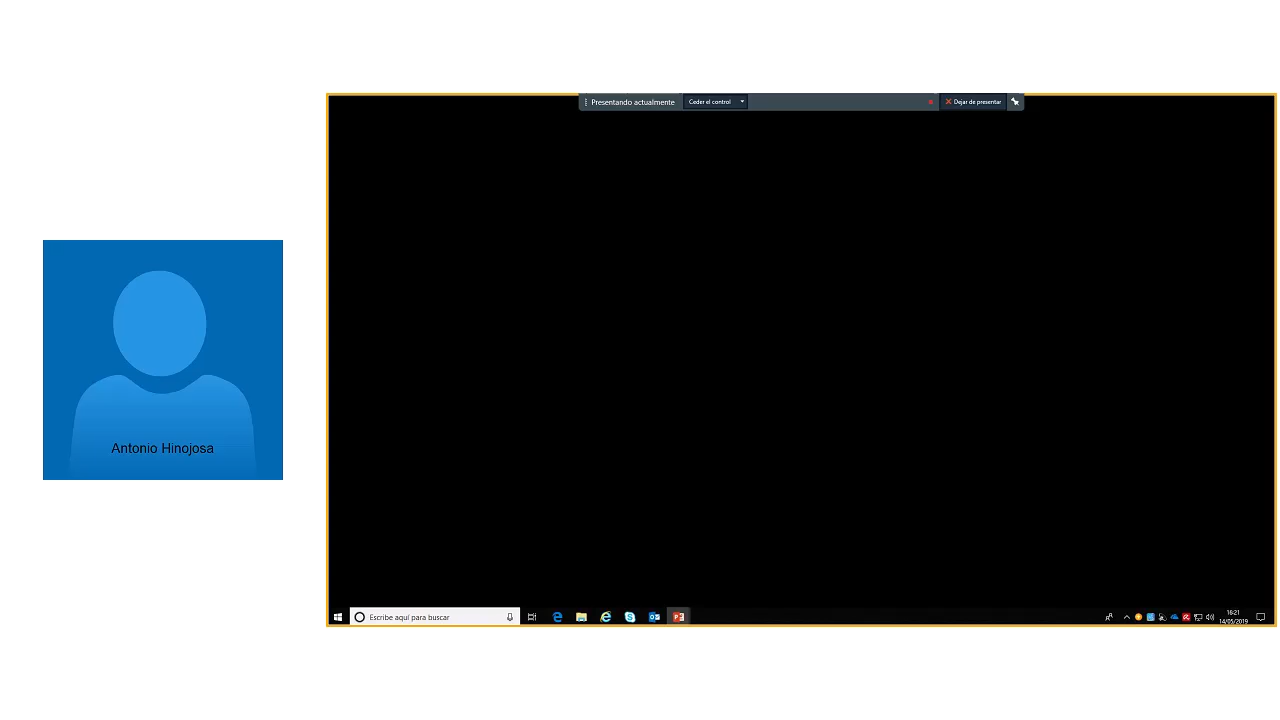 Presentando actualmente
Ceder el control
Dejar de presentar
Antonio Hinojosa
Escribe aquí para buscar
16:21
14/05/2019